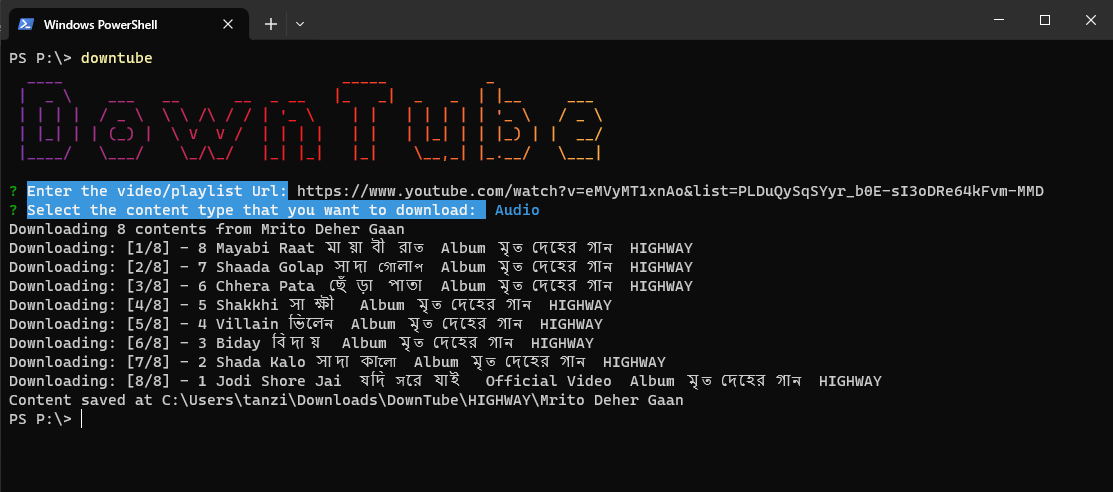 Windows PowerShell
PS P:\> downtube
DownTube
? Enter the video/playlist Url: https://www.youtube.com/watch?v=eMVyMT1xnAo&list=PLDuQySqSYyr_b0E-sI3oDRe64kFvm-MMD
? Select the content type that you want to download: Audio
Downloading 8 contents from Mrito Deher Gaan
Downloading: [1/8] - 8 Mayabi Raat মায়াবী রাত Album মৃত দেহের গান HIGHWAY
Downloading: [2/8] - 7 Shaada Golap সাদা গোলাপ Album মৃত দেহের গান HIGHWAY
Downloading: [3/8] - 6 Chhera Pata ছেঁড়া পাতা Album মৃত দেহের গান HIGHWAY
Downloading: [4/8] - 5 Shakkhi সাক্ষী Album মৃত দেহের গান HIGHWAY
Downloading: [5/8] - 4 Villain ভিলেন Album মৃত দেহের গান HIGHWAY
Downloading: [6/8] - 3 Biday বিদায় Album মৃত দেহের গান HIGHWAY
Downloading: [7/8] - 2 Shada Kalo সাদা কালো Album মৃত দেহের গান HIGHWAY
Downloading: [8/8] - 1 Jodi Shore Jai যদি সরে যাই Official Video Album মৃত দেহের গান HIGHWAY
Content saved at C:\Users\tanzi\Downloads\DownTube\HIGHWAY\Mrito Deher Gaan
PS P:\>